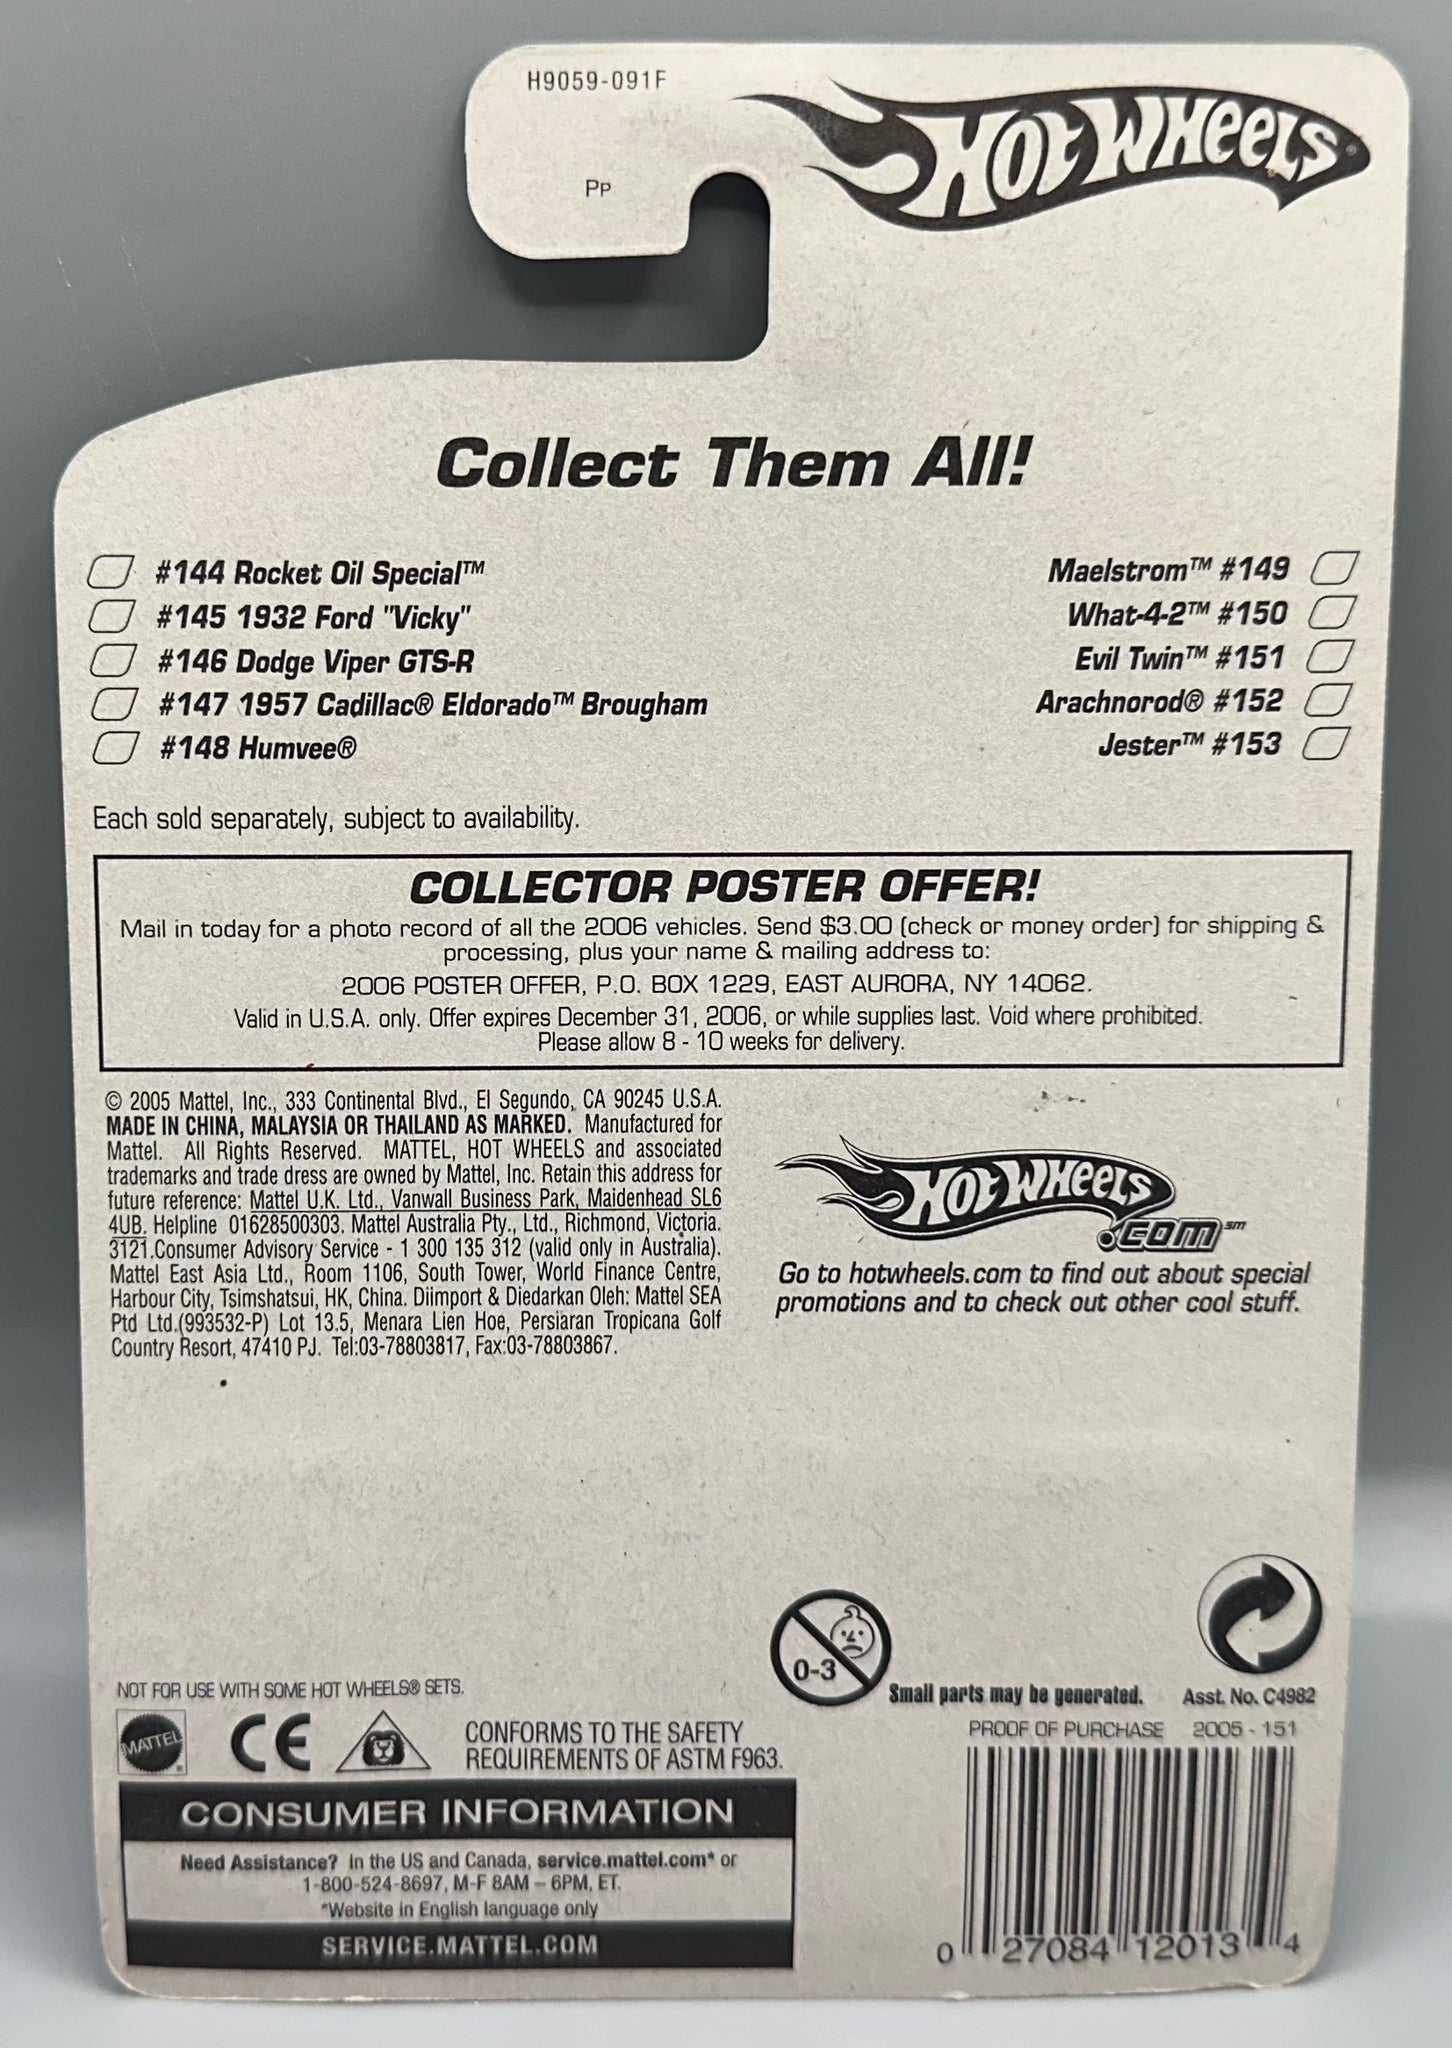 H9059-091F
Pp
HOT WHEELS®
Collect Them All!
#144 Rocket Oil Special™
#145 1932 Ford "Vicky"
#146 Dodge Viper GTS-R
#147 1957 Cadillac® Eldorado™ Brougham
#148 Humvee®
Maelstrom™ #149
What-4-2™ #150
Evil Twin™ #151
Arachnorod® #152
Jester™ #153
Each sold separately, subject to availability.
COLLECTOR POSTER OFFER!
Mail in today for a photo record of all the 2006 vehicles. Send $3.00 (check or money order) for shipping &
processing, plus your name & mailing address to:
2006 POSTER OFFER, P.O. BOX 1229, EAST AURORA, NY 14062.
Valid in U.S.A. only. Offer expires December 31, 2006, or while supplies last. Void where prohibited.
Please allow 8 - 10 weeks for delivery.
© 2005 Mattel, Inc., 333 Continental Blvd., El Segundo, CA 90245 U.S.A.
MADE IN CHINA, MALAYSIA OR THAILAND AS MARKED. Manufactured for
Mattel. All Rights Reserved. MATTEL, HOT WHEELS and associated
trademarks and trade dress are owned by Mattel, Inc. Retain this address for
future reference: Mattel U.K. Ltd., Vanwall Business Park, Maidenhead SL6
4UB. Helpline 01628500303. Mattel Australia Pty., Ltd., Richmond, Victoria.
3121.Consumer Advisory Service - 1 300 135 312 (valid only in Australia).
Mattel East Asia Ltd., Room 1106, South Tower, World Finance Centre,
Harbour City, Tsimshatsui, HK, China. Diimport & Diedarkan Oleh: Mattel SEA
Ptd Ltd.(993532-P) Lot 13.5, Menara Lien Hoe, Persiaran Tropicana Golf
Country Resort, 47410 PJ. Tel:03-78803817, Fax:03-78803867.
HOT WHEELS
.COM℠
Go to hotwheels.com to find out about special
promotions and to check out other cool stuff.
0-3
Small parts may be generated.
Asst. No. C4982
NOT FOR USE WITH SOME HOT WHEELS® SETS.
MATTEL®
CE
CONFORMS TO THE SAFETY
REQUIREMENTS OF ASTM F963.
PROOF OF PURCHASE 2005 - 151
CONSUMER INFORMATION
Need Assistance? In the US and Canada, service.mattel.com* or
1-800-524-8697, M-F 8AM – 6PM, ET.
*Website in English language only
SERVICE.MATTEL.COM
0 27084 12013 4